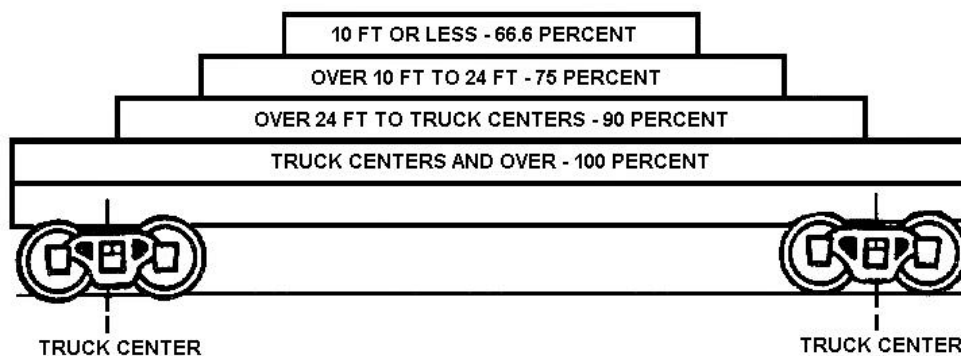 10 FT OR LESS - 66.6 PERCENT
OVER 10 FT TO 24 FT - 75 PERCENT
OVER 24 FT TO TRUCK CENTERS - 90 PERCENT
TRUCK CENTERS AND OVER - 100 PERCENT
TRUCK CENTER
TRUCK CENTER